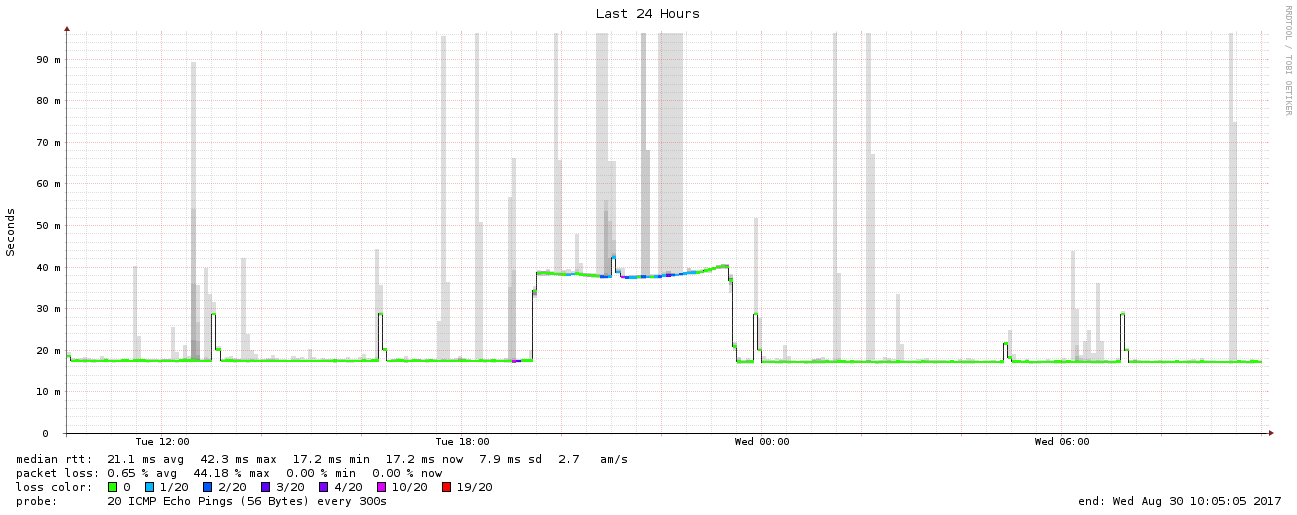 Last 24 Hours
RRDTOOL / TOBI OETIKER
Seconds
90 m
80 m
70 m
60 m
50 m
40 m
30 m
20 m
10 m
0
Tue 12:00 Tue 18:00 Wed 00:00 Wed 06:00
median rtt: 21.1 ms avg 42.3 ms max 17.2 ms min 17.2 ms now 7.9 ms sd 2.7 am/s
packet loss: 0.65 % avg 44.18 % max 0.00 % min 0.00 % now
loss color: 0 1/20 2/20 3/20 4/20 10/20 19/20
probe: 20 ICMP Echo Pings (56 Bytes) every 300s
end: Wed Aug 30 10:05:05 2017